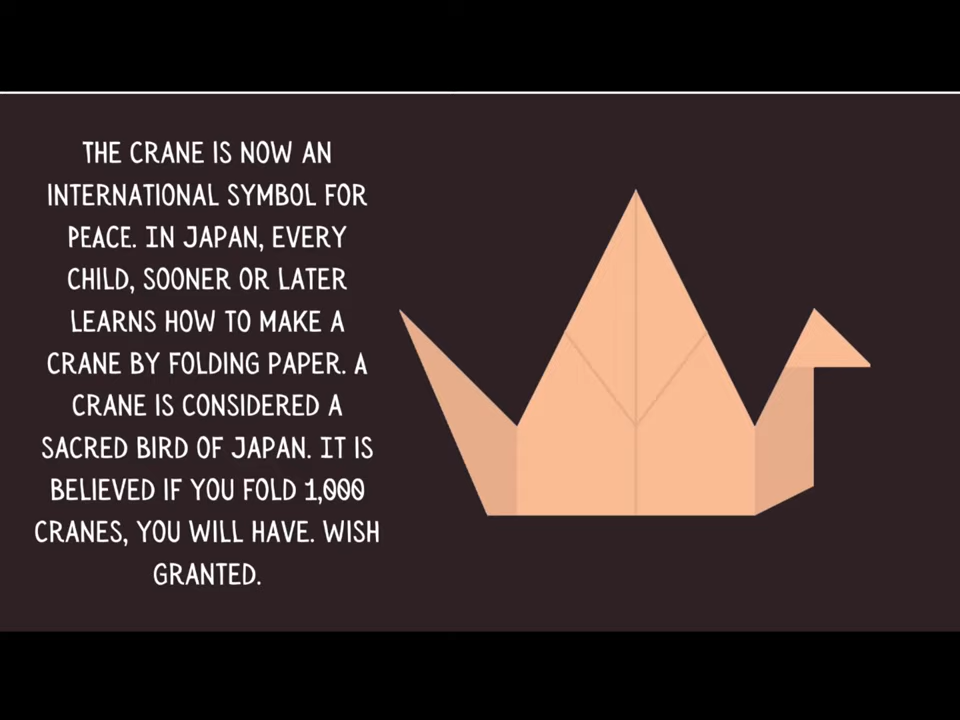 THE CRANE IS NOW AN
INTERNATIONAL SYMBOL FOR
PEACE. IN JAPAN, EVERY
CHILD, SOONER OR LATER
LEARNS HOW TO MAKE A
CRANE BY FOLDING PAPER. A
CRANE IS CONSIDERED A
SACRED BIRD OF JAPAN. IT IS
BELIEVED IF YOU FOLD 1,000
CRANES, YOU WILL HAVE. WISH
GRANTED.